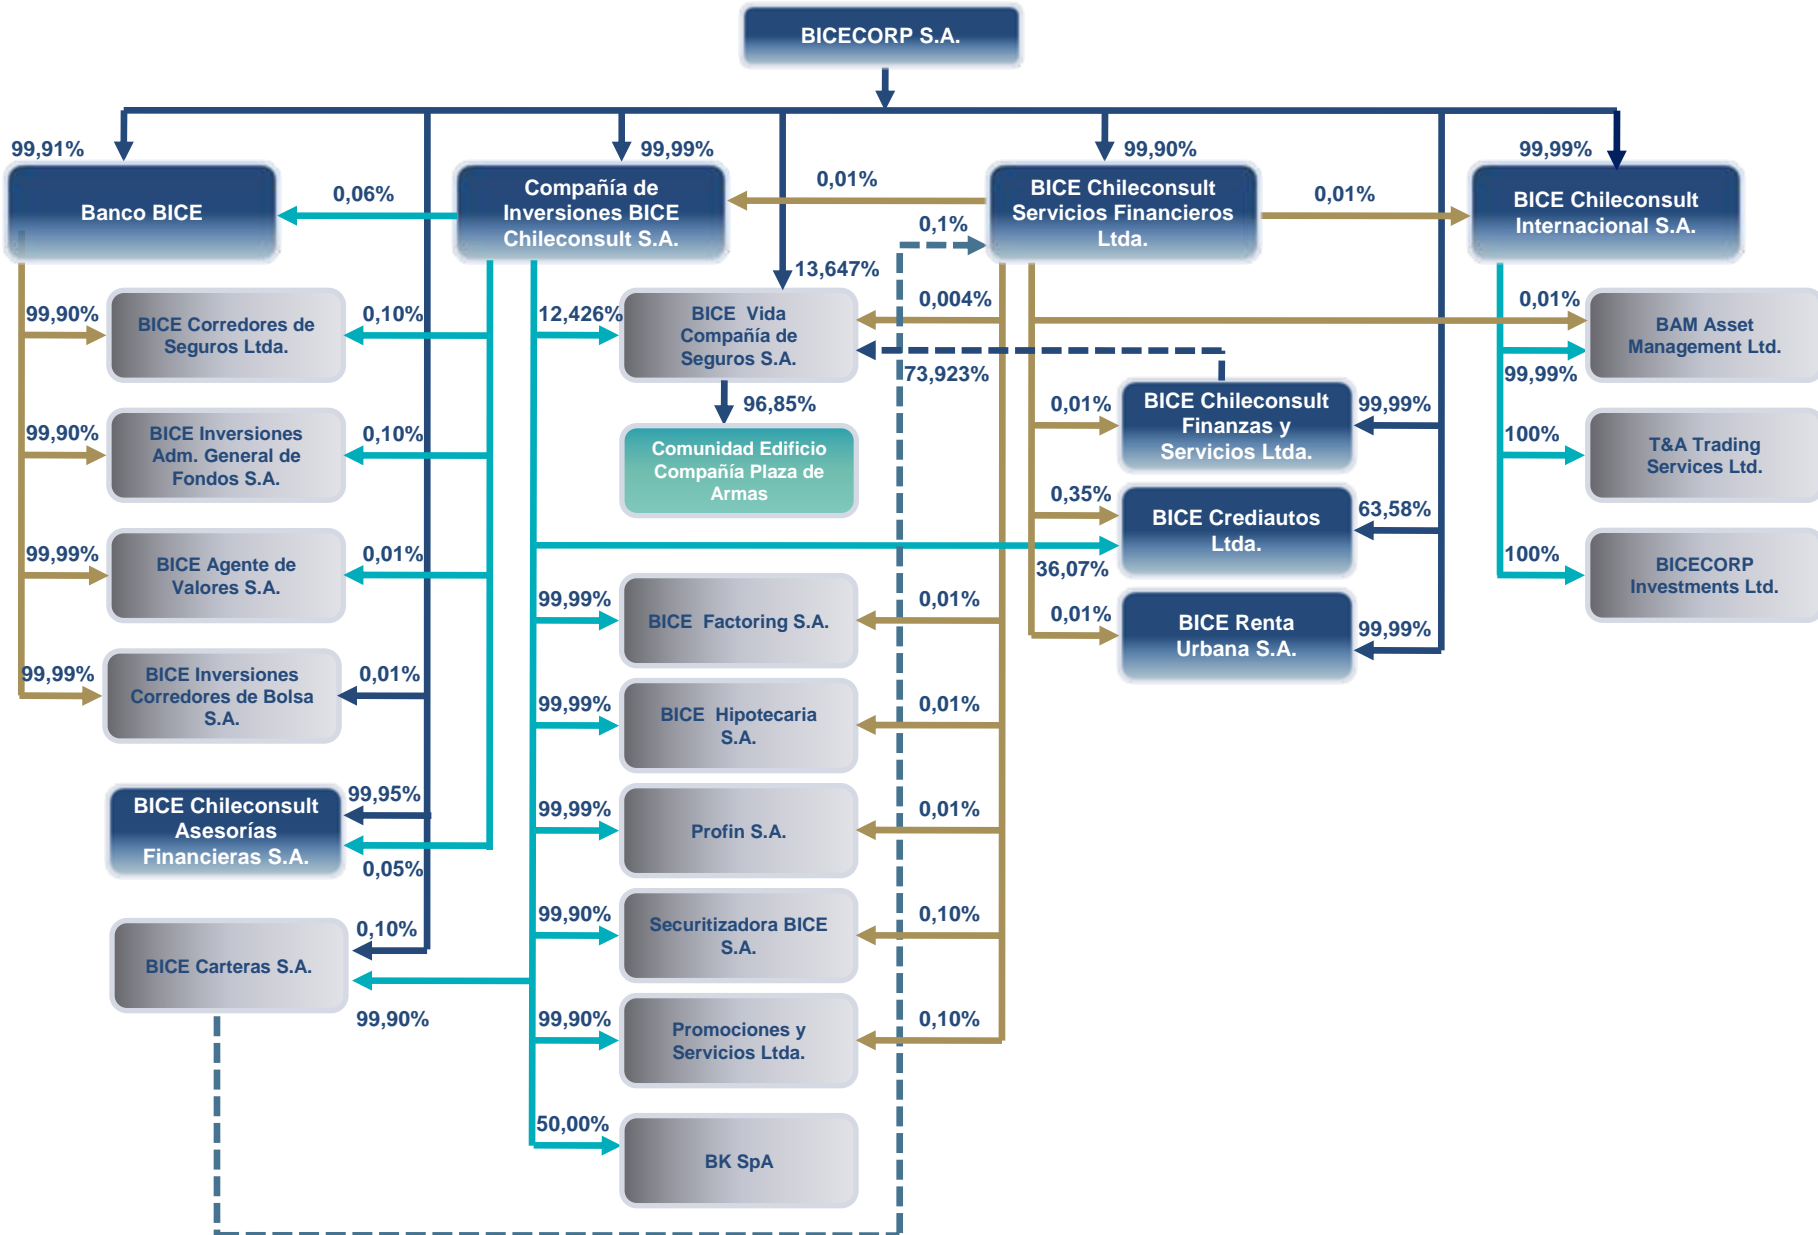 BICECORP S.A.
99,91%
99,99%
99,90%
99,99%
Banco BICE
0,06%
Compañía de
Inversiones BICE
Chileconsult S.A.
0,01%
BICE Chileconsult
Servicios Financieros
Ltda.
0,01%
BICE Chileconsult
Internacional S.A.
0,1%
13,647%
99,90%
BICE Corredores de
Seguros Ltda.
0,10%
12,426%
BICE Vida
Compañía de
Seguros S.A.
0,004%
73,923%
0,01%
BAM Asset
Management Ltd.
99,99%
96,85%
Comunidad Edificio
Compañía Plaza de
Armas
0,01%
BICE Chileconsult
Finanzas y
Servicios Ltda.
99,99%
99,90%
BICE Inversiones
Adm. General de
Fondos S.A.
0,10%
100%
T&A Trading
Services Ltd.
0,35%
BICE Crediautos
Ltda.
63,58%
36,07%
99,99%
BICE Agente de
Valores S.A.
0,01%
100%
BICECORP
Investments Ltd.
99,99%
BICE Factoring S.A.
0,01%
0,01%
BICE Renta
Urbana S.A.
99,99%
99,99%
BICE Inversiones
Corredores de Bolsa
S.A.
0,01%
99,99%
BICE Hipotecaria
S.A.
0,01%
BICE Chileconsult
Asesorías
Financieras S.A.
99,95%
0,05%
99,99%
Profin S.A.
0,01%
99,90%
Securitizadora BICE
S.A.
0,10%
BICE Carteras S.A.
0,10%
99,90%
99,90%
Promociones y
Servicios Ltda.
0,10%
50,00%
BK SpA